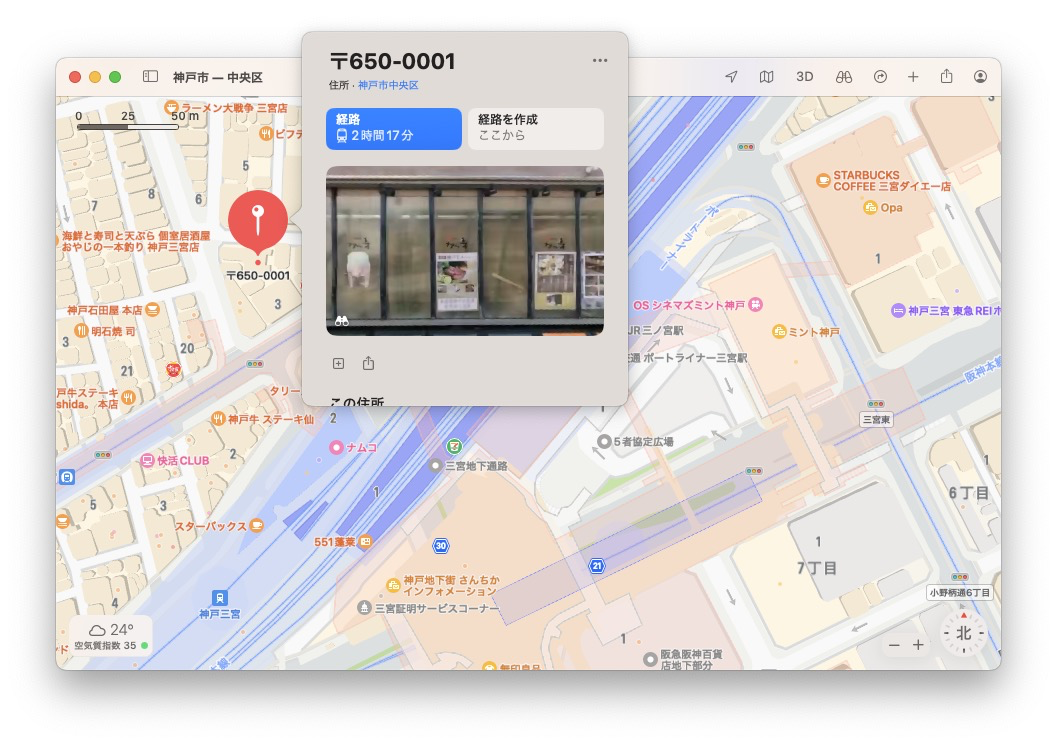 神戸市 — 中央区
3D
〒650-0001
住所 · 神戸市中央区
経路
2時間17分
経路を作成
ここから
この住所
0 25 50 m
ラーメン大戦争 三宮店
ビフテ
3
5
8
7
6
海鮮と寿司と天ぷら 個室居酒屋
おやじの一本釣り 神戸三宮店
〒650-0001
3
神戸石田屋 本店
明石焼 司
3
20
21
戸牛ステーキ
shida。 本店
タリー
神戸牛 ステーキ仙
2
ナムコ
快活CLUB
2
三宮地下通路
1
5
3
スターバックス
551蓬莱
30
21
神戸地下街 さんちか
インフォメーション
三宮証明サービスコーナー
神戸三宮
4
24°
空気質指数 35
無印良品
阪急阪神百貨
店地下部分
1
STARBUCKS
COFFEE 三宮ダイエー店
Opa
1
ポートライナー
OS シネマズミント神戸
神戸三宮 東急REIホ
ミント神戸
JR三ノ宮駅
通 ポートライナー三宮駅
阪神本線
三宮東
1
5者協定広場
1
6丁目
1
7丁目
小野柄通6丁目
北